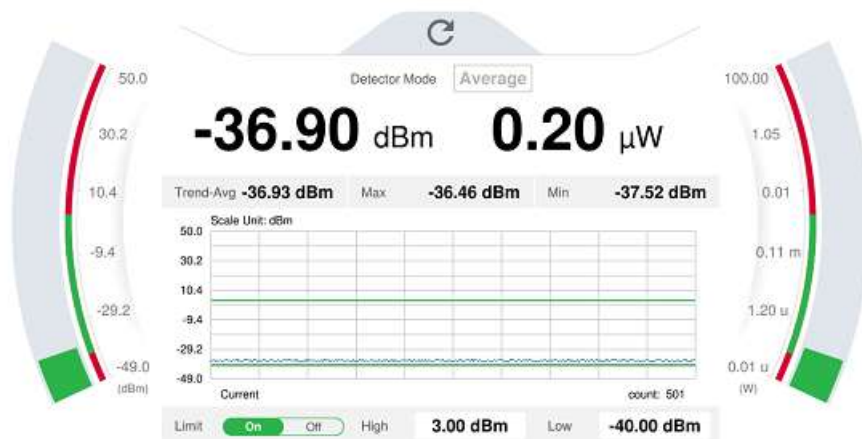 Detector Mode Average
-36.90 dBm 0.20 µW
Trend-Avg -36.93 dBm Max -36.46 dBm Min -37.52 dBm
50.0
30.2
10.4
-9.4
-29.2
-49.0
(dBm)
Scale Unit: dBm
50.0
30.2
10.4
-9.4
-29.2
-49.0
Current count: 501
100.00
1.05
0.01
0.11 m
1.20 u
0.01 u
(W)
Limit On Off High 3.00 dBm Low -40.00 dBm